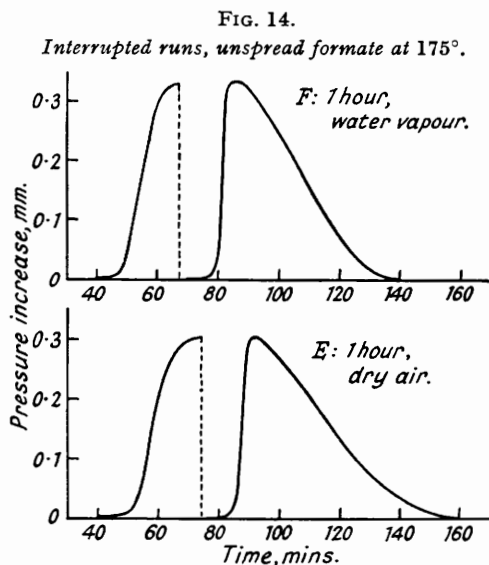 FIG. 14.
Interrupted runs, unspread formate at 175°.
Pressure increase, mm.
0·3
0·2
0·1
0
F: 1 hour,
water vapour.
40 60 80 100 120 140 160
0·3
0·2
0·1
0
E: 1 hour,
dry air.
40 60 80 100 120 140 160
Time, mins.